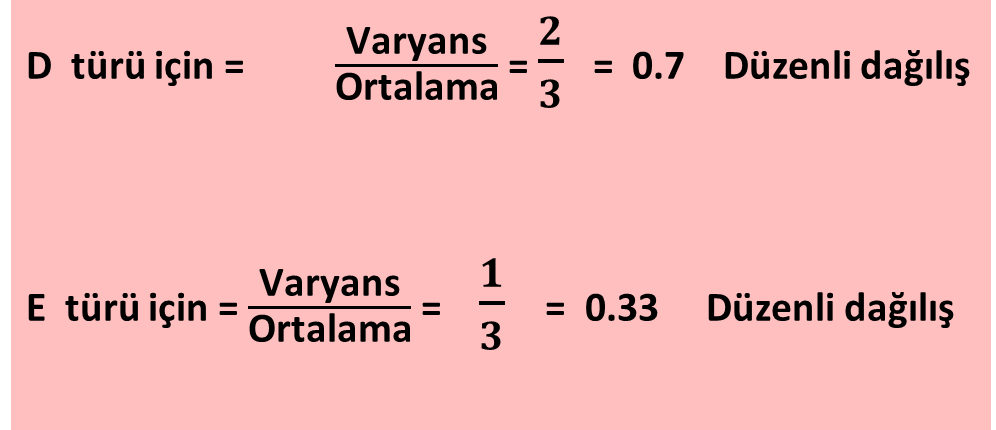 D türü için = Varyans / Ortalama = 2 / 3 = 0.7 Düzenli dağılış
E türü için = Varyans / Ortalama = 1 / 3 = 0.33 Düzenli dağılış